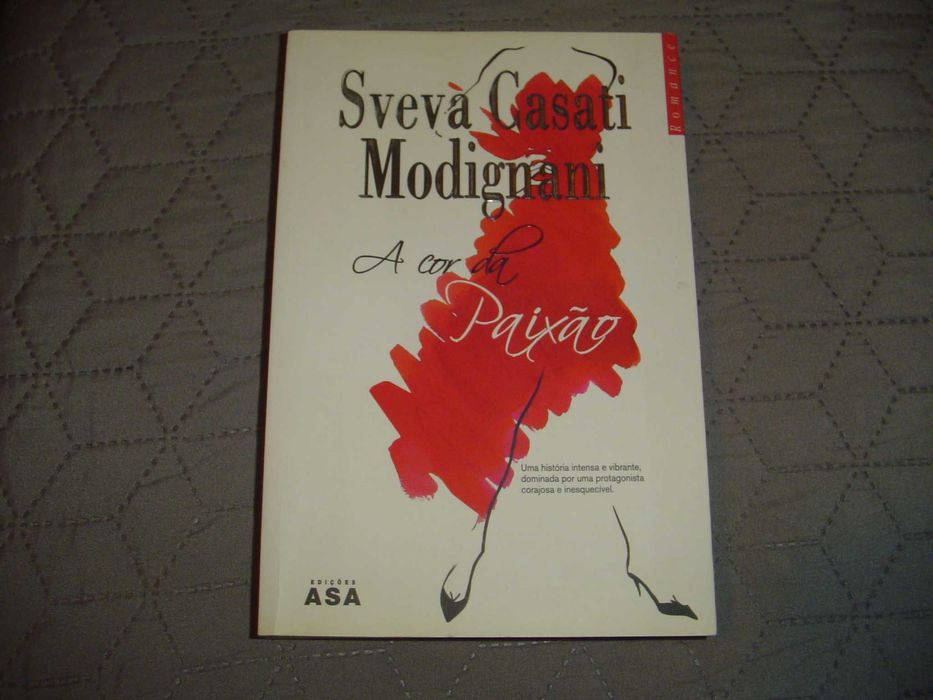 Romance
Sveva Casati
Modignani
A cor da
Paixão
Uma história intensa e vibrante,
dominada por uma protagonista
corajosa e inesquecível.
EDIÇÕES
ASA